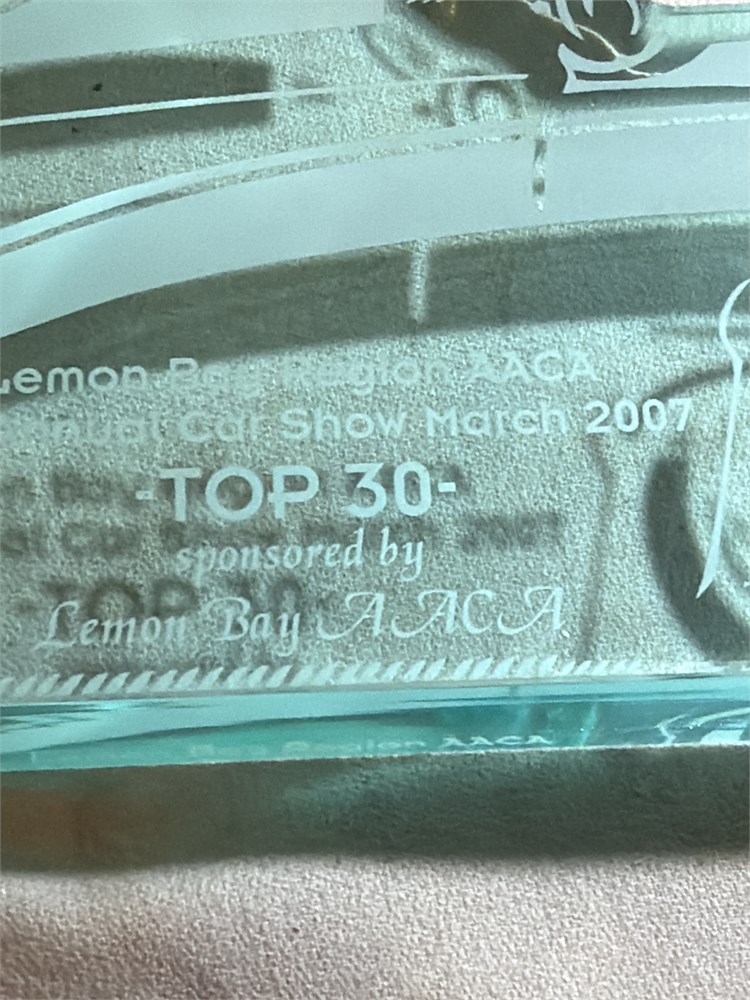 Lemon Bay Region AACA
Annual Car Show March 2007
-TOP 30-
sponsored by
Lemon Bay AACA